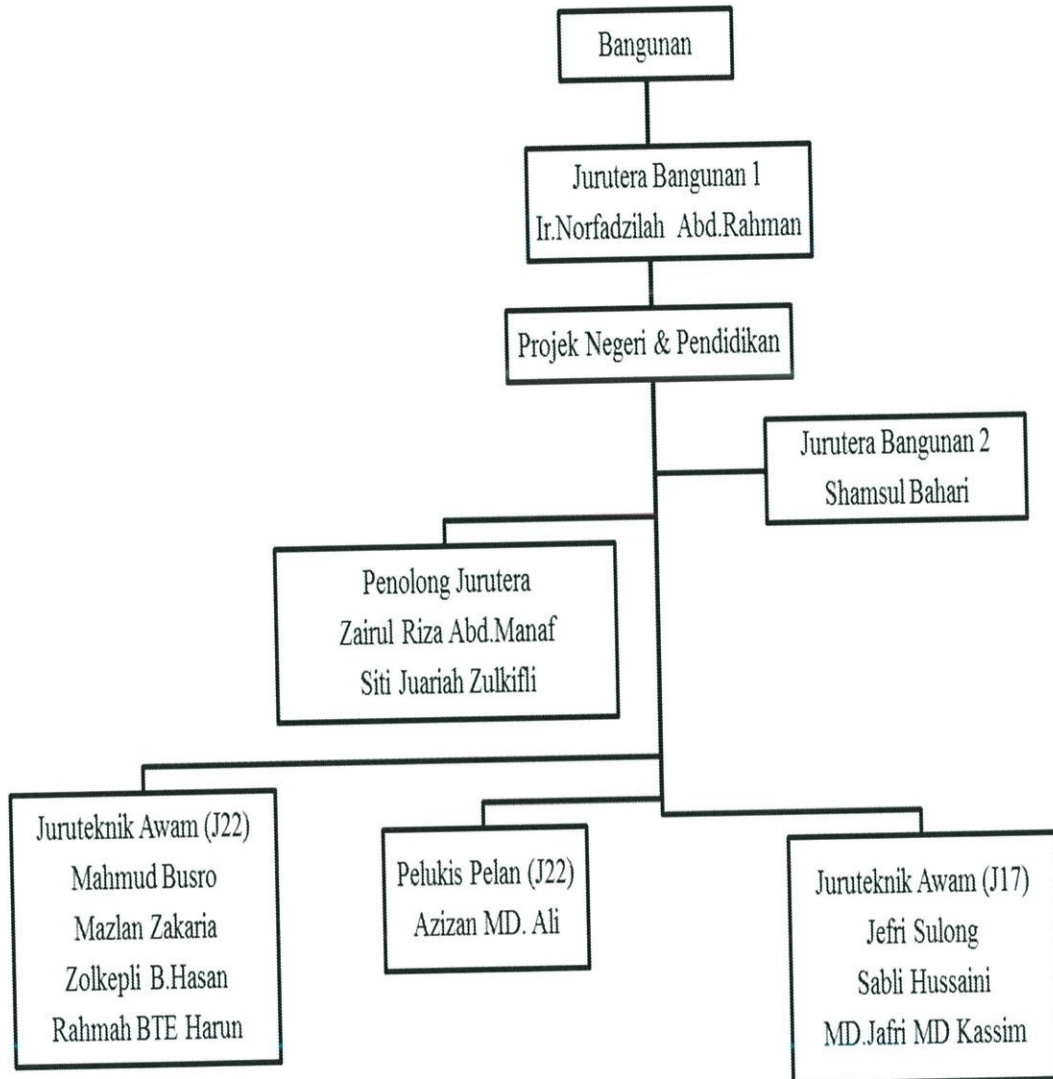 Bangunan
Jurutera Bangunan 1
Ir.Norfadzilah Abd.Rahman
Projek Negeri & Pendidikan
Jurutera Bangunan 2
Shamsul Bahari
Penolong Jurutera
Zairul Riza Abd.Manaf
Siti Juariah Zulkifli
Juruteknik Awam (J22)
Mahmud Busro
Mazlan Zakaria
Zolkepli B.Hasan
Rahmah BTE Harun
Pelukis Pelan (J22)
Azizan MD. Ali
Juruteknik Awam (J17)
Jefri Sulong
Sabli Hussaini
MD.Jafri MD Kassim